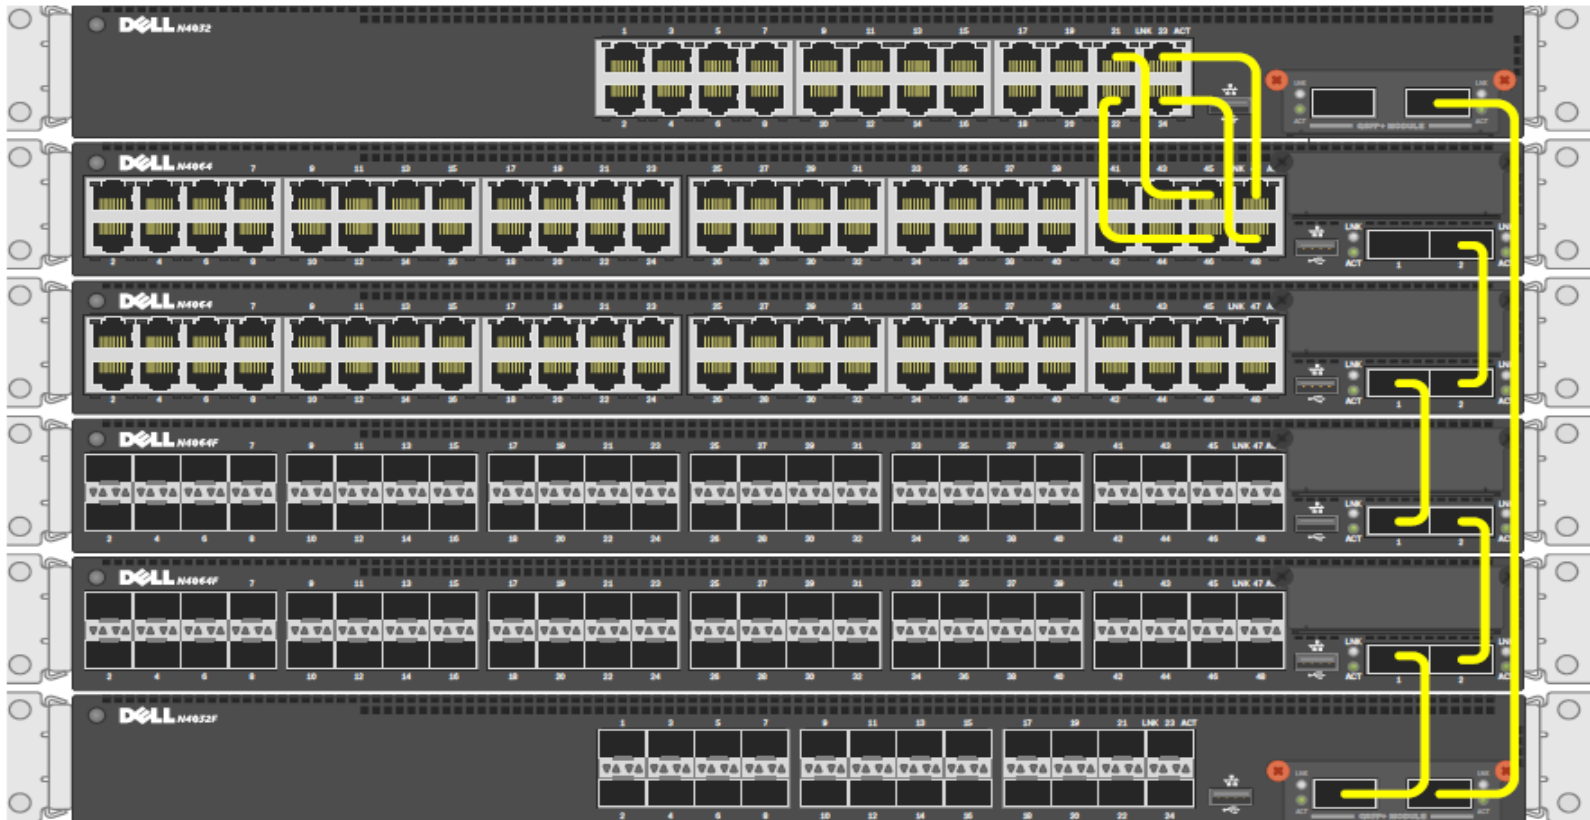 DELL N4032
1 3 5 7 9 11 13 15 17 19 21 LNK 23 ACT
2 4 6 8 10 12 14 16 18 20 22 24
LNK LNK
ACT ACT
QSFP+ MODULE
DELL N4064
7 9 11 13 15 17 19 21 23 25 27 29 31 33 35 37 39 41 43 45
2 4 6 8 10 12 14 16 18 20 22 24 26 28 30 32 34 36 38 40 42 44 46 48
LNK
ACT 1 2 ACT
DELL N4064
7 9 11 13 15 17 19 21 23 25 27 29 31 33 35 37 39 41 43 45 LNK 47
2 4 6 8 10 12 14 16 18 20 22 24 26 28 30 32 34 36 38 40 42 44 46 48
LNK
ACT 1 2
DELL N4064F
7 9 11 13 15 17 19 21 23 25 27 29 31 33 35 37 39 41 43 45 LNK 47
2 4 6 8 10 12 14 16 18 20 22 24 26 28 30 32 34 36 38 40 42 44 46 48
LNK
ACT 1 2
DELL N4064F
7 9 11 13 15 17 19 21 23 25 27 29 31 33 35 37 39 41 43 45 LNK 47
2 4 6 8 10 12 14 16 18 20 22 24 26 28 30 32 34 36 38 40 42 44 46 48
LNK
ACT 1 2
DELL N4032F
1 3 5 7 9 11 13 15 17 19 21 LNK 23 ACT
2 4 6 8 10 12 14 16 18 20 22 24
LNK LNK
ACT ACT
QSFP+ MODULE